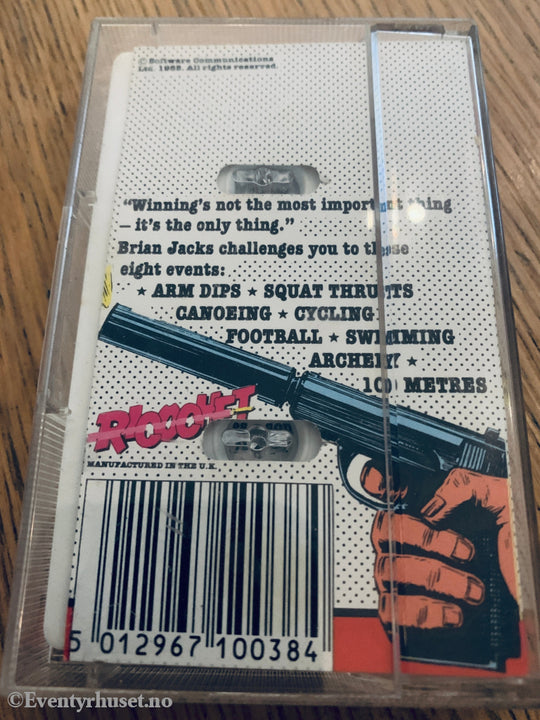 © Software Communications
Ltd. 1988. All rights reserved.
"Winning's not the most important thing
– it's the only thing."
Brian Jacks challenges you to these
eight events:
★ ARM DIPS ★ SQUAT THRUSTS
CANOEING ★ CYCLING
FOOTBALL ★ SWIMMING
ARCHERY ★
100 METRES
RICOCHET
MANUFACTURED IN THE U.K.
5 012967 100384
©Eventyrhuset.no